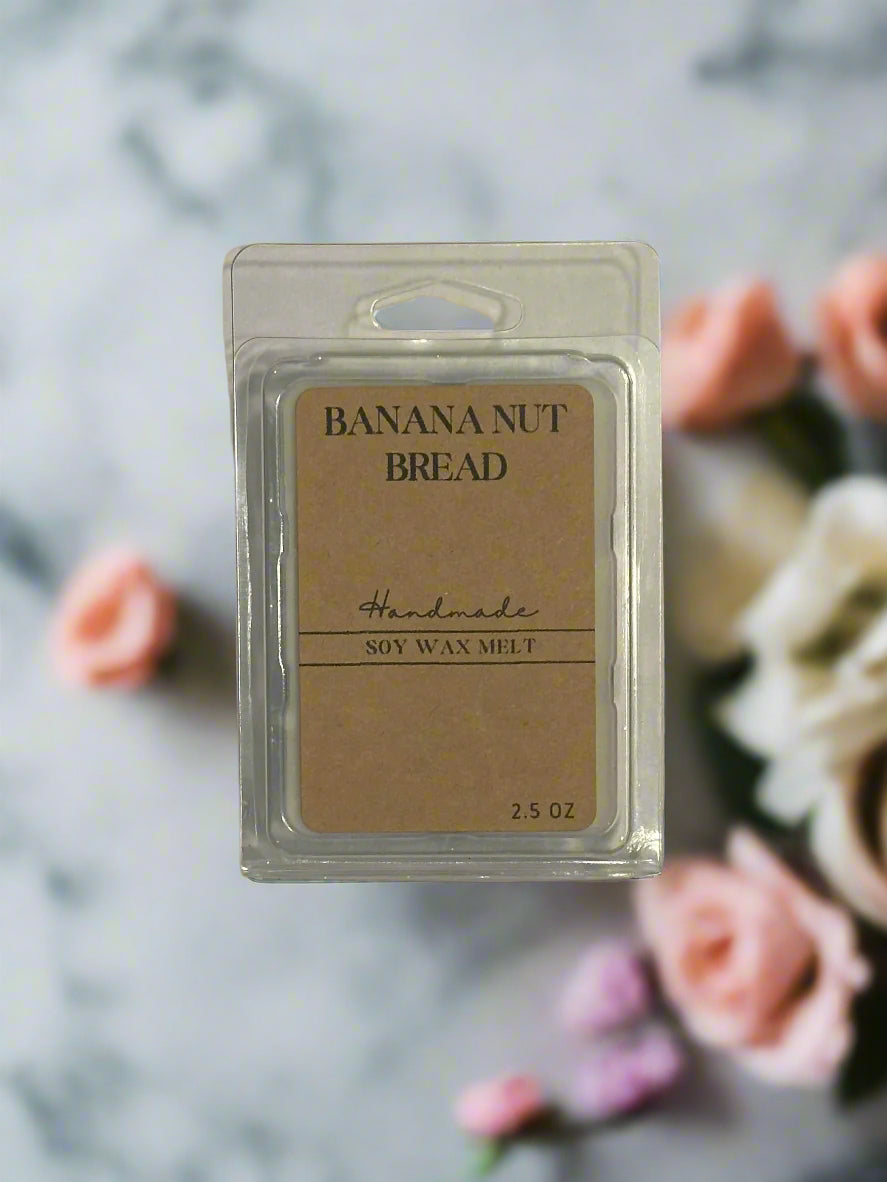 BANANA NUT
BREAD
Handmade
SOY WAX MELT
2.5 OZ